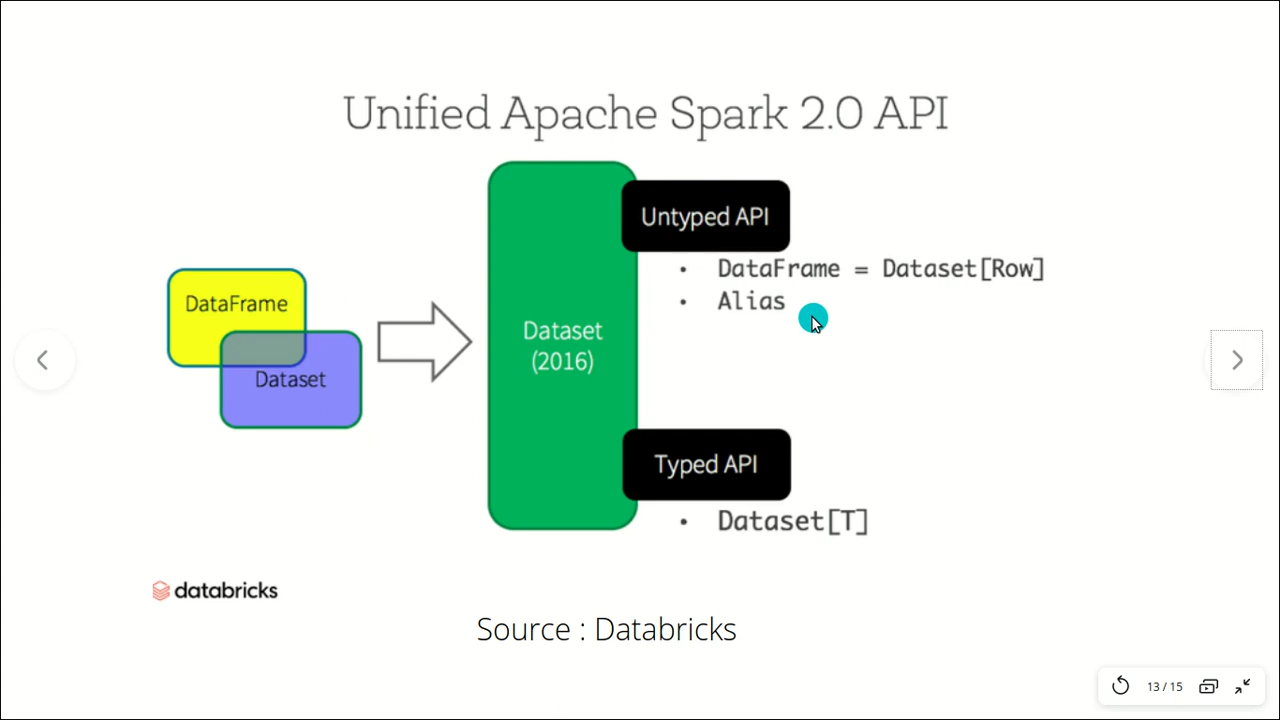 Unified Apache Spark 2.0 API
DataFrame
Dataset
Dataset
(2016)
Untyped API
• DataFrame = Dataset[Row]
• Alias
Typed API
• Dataset[T]
databricks
Source : Databricks
13 / 15